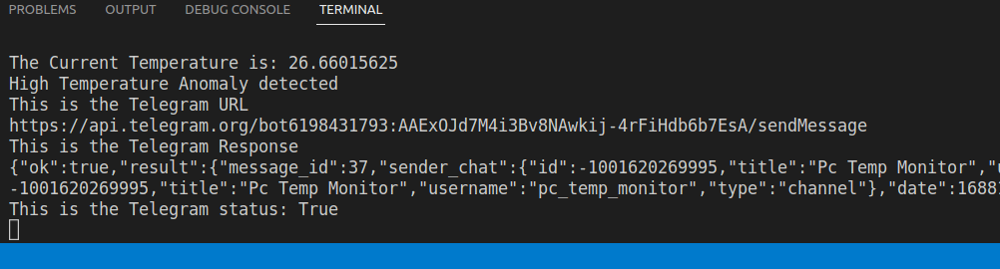 PROBLEMS OUTPUT DEBUG CONSOLE TERMINAL
The Current Temperature is: 26.66015625
High Temperature Anomaly detected
This is the Telegram URL
https://api.telegram.org/bot6198431793:AAExOJd7M4i3Bv8NAwkij-4rFiHdb6b7EsA/sendMessage
This is the Telegram Response
{"ok":true,"result":{"message_id":37,"sender_chat":{"id":-1001620269995,"title":"Pc Temp Monitor","u
-1001620269995,"title":"Pc Temp Monitor","username":"pc_temp_monitor","type":"channel"},"date":1688
This is the Telegram status: True